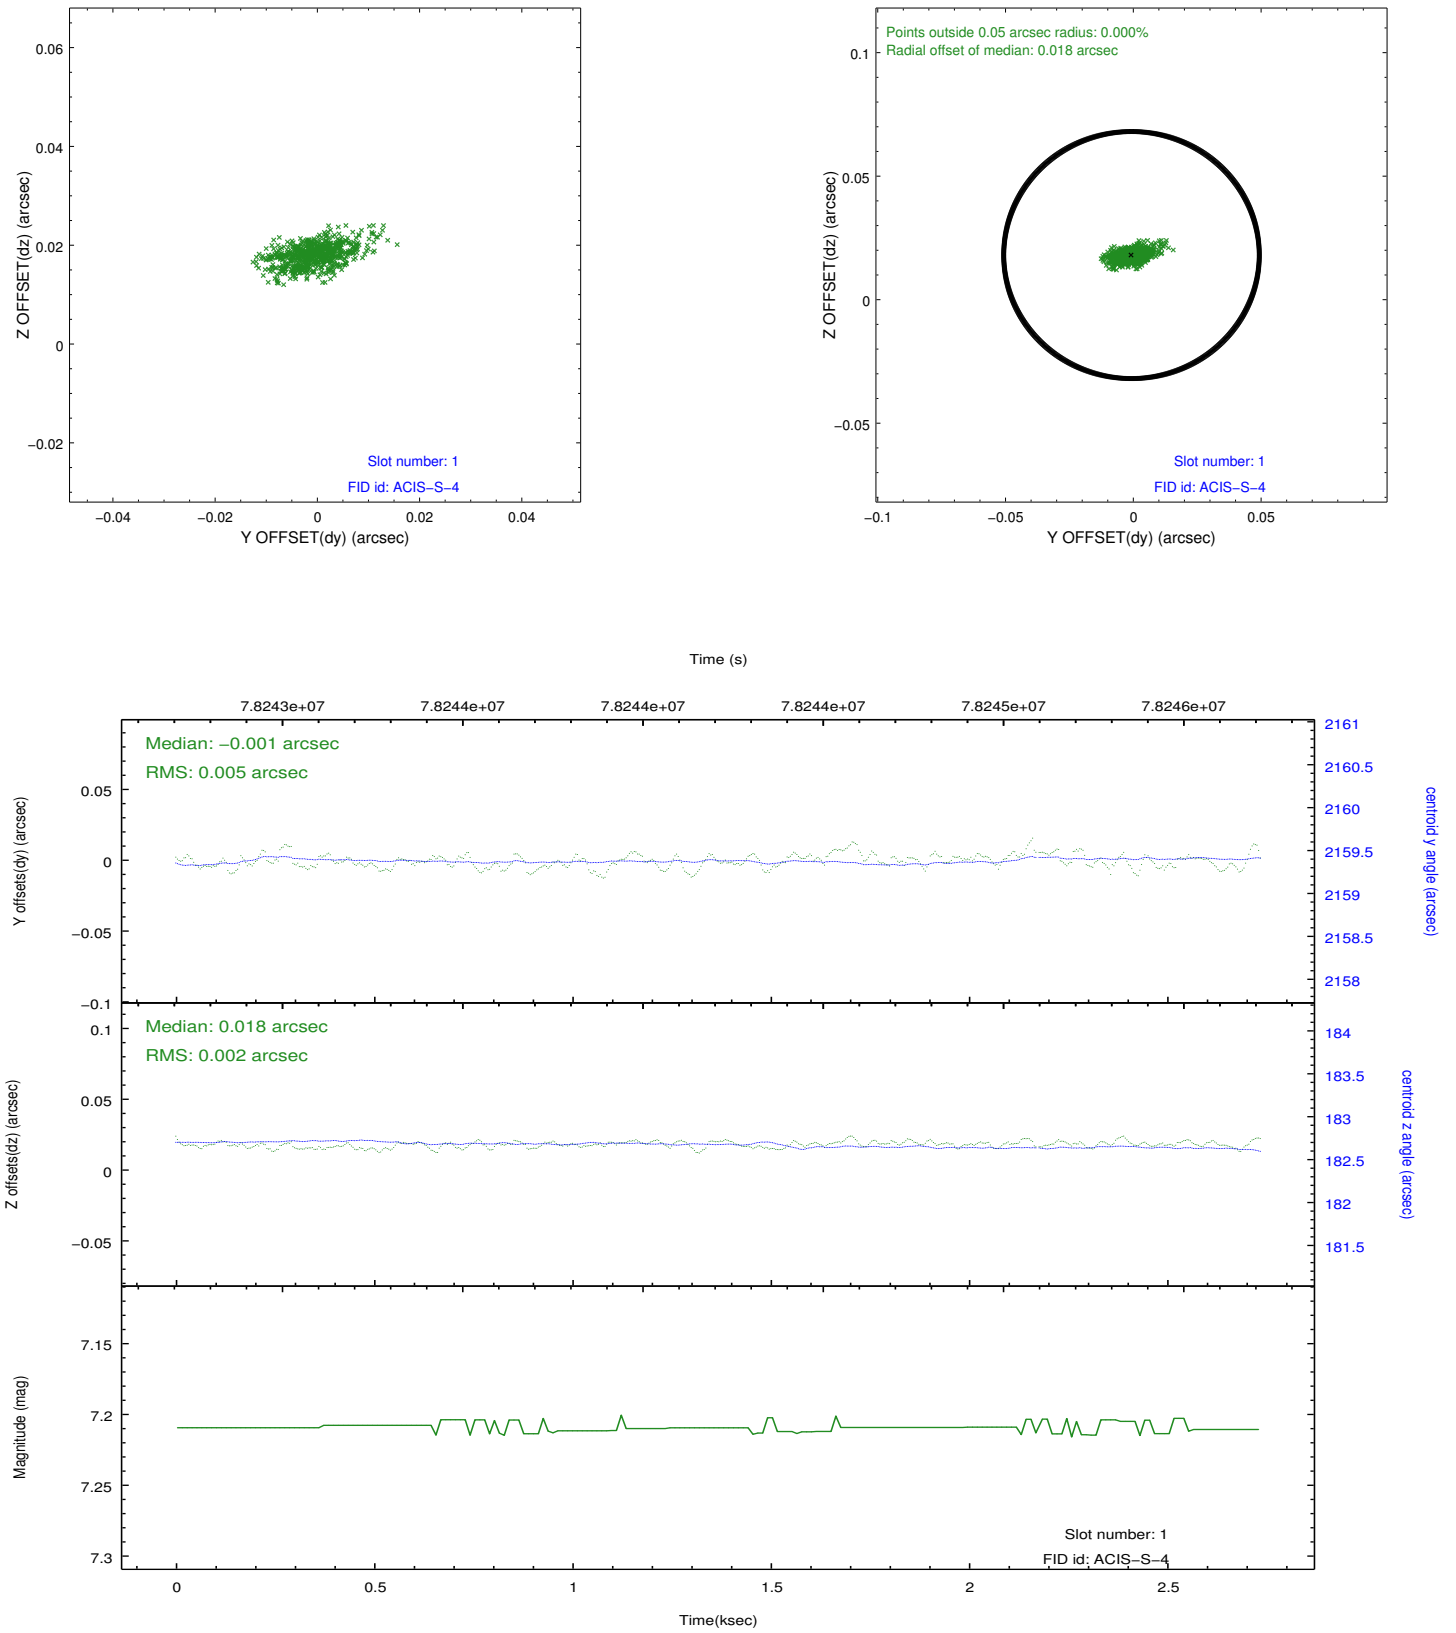 0.06
0.04
0.02
0
−0.02
−0.04
−0.02
0
0.02
0.04
Z OFFSET(dz) (arcsec)
Y OFFSET(dy) (arcsec)
Slot number: 1
FID id: ACIS−S−4
Points outside 0.05 arcsec radius: 0.000%
Radial offset of median: 0.018 arcsec
0.1
0.05
0
−0.05
−0.1
−0.05
0
0.05
Z OFFSET(dz) (arcsec)
Y OFFSET(dy) (arcsec)
Slot number: 1
FID id: ACIS−S−4
Time (s)
7.8243e+07
7.8244e+07
7.8244e+07
7.8244e+07
7.8245e+07
7.8246e+07
Median: −0.001 arcsec
RMS: 0.005 arcsec
0.05
0
−0.05
−0.1
Y offsets(dy) (arcsec)
2161
2160.5
2160
2159.5
2159
2158.5
2158
centroid y angle (arcsec)
Median: 0.018 arcsec
RMS: 0.002 arcsec
0.1
0.05
0
−0.05
Z offsets(dz) (arcsec)
184
183.5
183
182.5
182
181.5
centroid z angle (arcsec)
7.15
7.2
7.25
7.3
Magnitude (mag)
Slot number: 1
FID id: ACIS−S−4
0
0.5
1
1.5
2
2.5
Time(ksec)